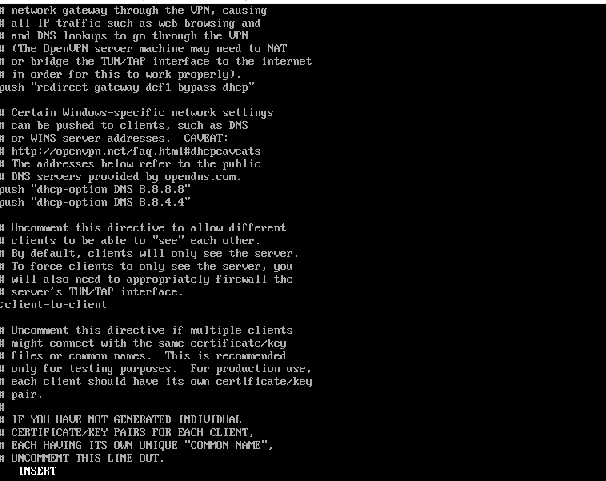 # network gateway through the VPN, causing
# all IP traffic such as web browsing and
# and DNS lookups to go through the VPN
# (The OpenVPN server machine may need to NAT
# or bridge the TUN/TAP interface to the internet
# in order for this to work properly).
push "redirect gateway def1 bypass dhcp"

# Certain Windows-specific network settings
# can be pushed to clients, such as DNS
# or WINS server addresses.  CAVEAT:
# http://openvpn.net/faq.html#dhcpcaveats
# The addresses below refer to the public
# DNS servers provided by opendns.com.
push "dhcp-option DNS 8.8.8.8"
push "dhcp-option DNS 8.8.4.4"

# Uncomment this directive to allow different
# clients to be able to "see" each other.
# By default, clients will only see the server.
# To force clients to only see the server, you
# will also need to appropriately firewall the
# server's TUN/TAP interface.
;client-to-client

# Uncomment this directive if multiple clients
# might connect with the same certificate/key
# files or common names.  This is recommended
# only for testing purposes.  For production use,
# each client should have its own certificate/key
# pair.
#
# IF YOU HAVE NOT GENERATED INDIVIDUAL
# CERTIFICATE/KEY PAIRS FOR EACH CLIENT,
# EACH HAVING ITS OWN UNIQUE "COMMON NAME",
# UNCOMMENT THIS LINE OUT.
INSERT